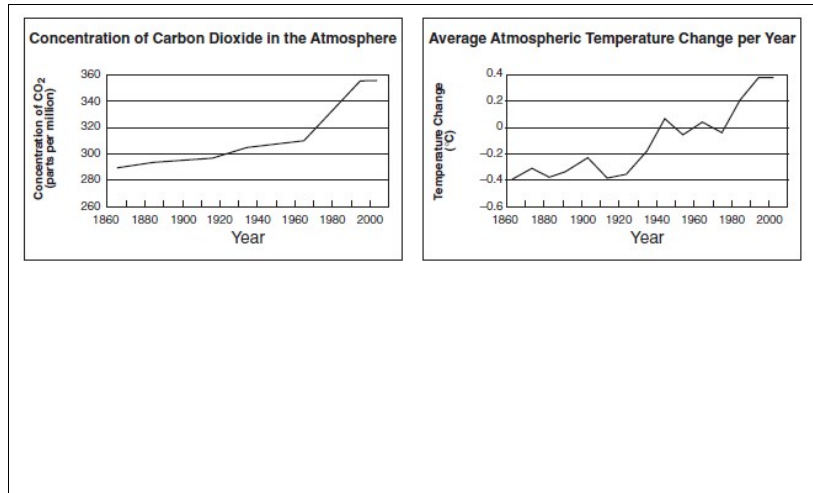 Concentration of Carbon Dioxide in the Atmosphere
Concentration of CO₂
(parts per million)
360
340
320
300
280
260
1860 1880 1900 1920 1940 1960 1980 2000
Year
Average Atmospheric Temperature Change per Year
Temperature Change
(°C)
0.4
0.2
0
–0.2
–0.4
–0.6
1860 1880 1900 1920 1940 1960 1980 2000
Year